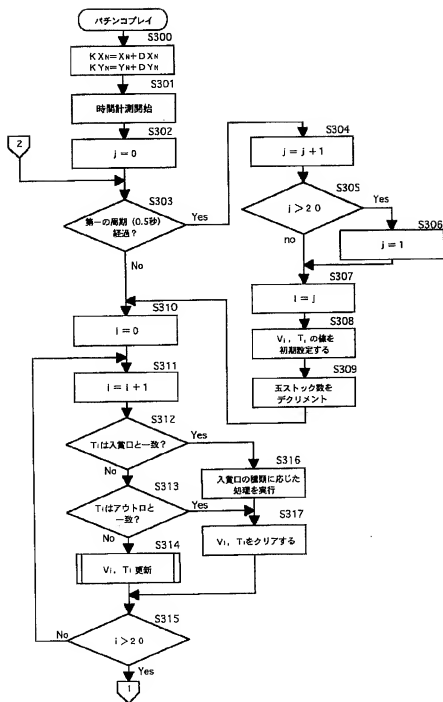 パチンコプレイ
S300
KXN=XN+DXN
KYN=YN+DYN
S301
時間計測開始
S302
j=0
2
S303
第一の周期(0.5秒)
経過?
Yes
No
S304
j=j+1
S305
j>20
Yes
no
S306
j=1
S307
i=j
S308
Vi, Tiの値を
初期設定する
S309
玉ストック数を
デクリメント
S310
i=0
S311
i=i+1
S312
Tiは入賞口と一致?
Yes
No
S316
入賞口の種類に応じた
処理を実行
S313
Tiはアウトロと
一致?
Yes
No
S317
Vi, Tiをクリアする
S314
Vi, Ti更新
S315
i>20
No
Yes
1